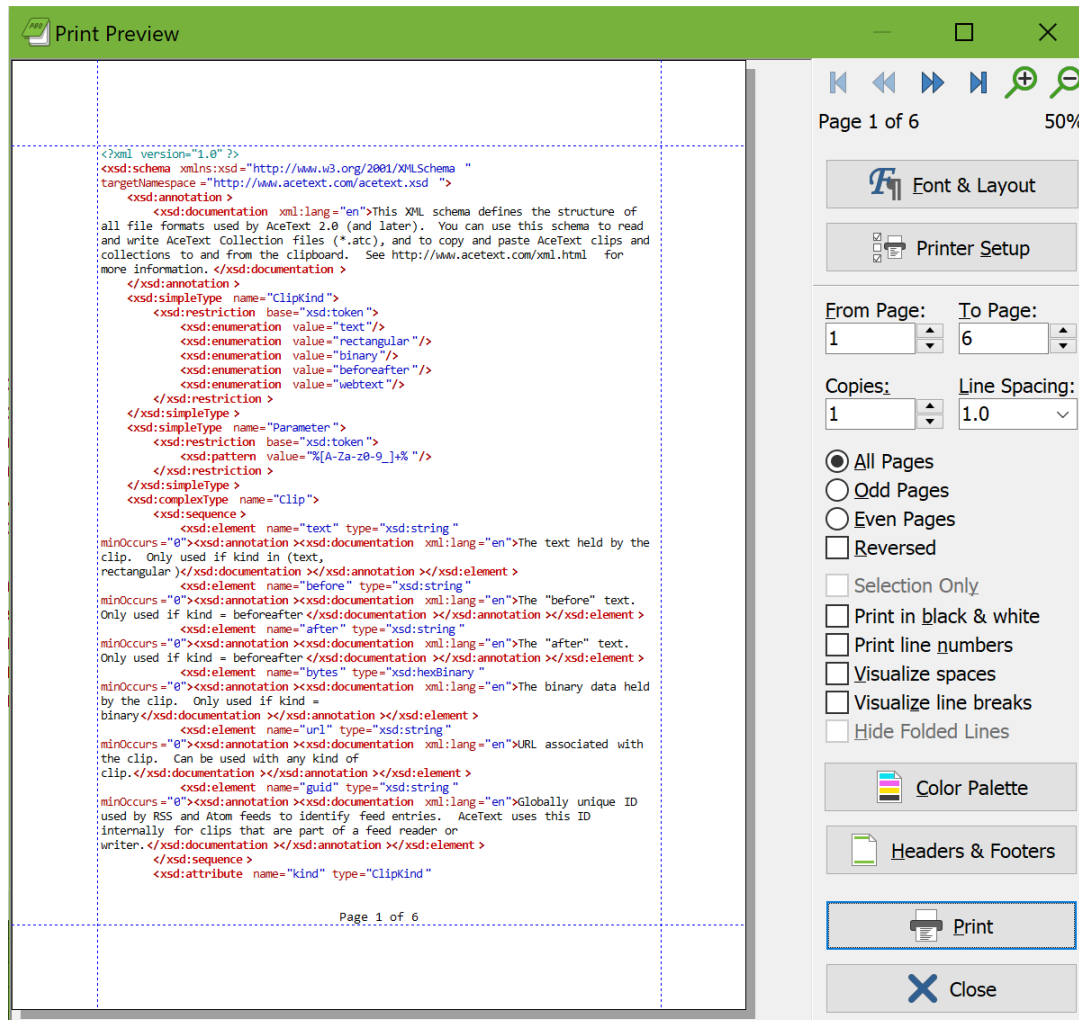 Print Preview
<?xml version="1.0" ?>
<xsd:schema xmlns:xsd="http://www.w3.org/2001/XMLSchema "
targetNamespace ="http://www.acetext.com/acetext.xsd ">
<xsd:annotation >
<xsd:documentation xml:lang="en">This XML schema defines the structure of
all file formats used by AceText 2.0 (and later). You can use this schema to read
and write AceText Collection files (*.atc), and to copy and paste AceText clips and
collections to and from the clipboard. See http://www.acetext.com/xml.html for
more information. </xsd:documentation >
</xsd:annotation >
<xsd:simpleType name="ClipKind">
<xsd:restriction base="xsd:token">
<xsd:enumeration value="text"/>
<xsd:enumeration value="rectangular"/>
<xsd:enumeration value="binary"/>
<xsd:enumeration value="beforeafter"/>
<xsd:enumeration value="webtext"/>
</xsd:restriction >
</xsd:simpleType >
<xsd:simpleType name="Parameter">
<xsd:restriction base="xsd:token">
<xsd:pattern value="%[A-Za-z0-9_]+% "/>
</xsd:restriction >
</xsd:simpleType >
<xsd:complexType name="Clip">
<xsd:sequence >
<xsd:element name="text" type="xsd:string "
minOccurs ="0"><xsd:annotation ><xsd:documentation xml:lang="en">The text held by the
clip. Only used if kind in (text,
rectangular )</xsd:documentation ></xsd:annotation ></xsd:element >
<xsd:element name="before" type="xsd:string "
minOccurs ="0"><xsd:annotation ><xsd:documentation xml:lang="en">The "before" text.
Only used if kind = beforeafter </xsd:documentation ></xsd:annotation ></xsd:element >
<xsd:element name="after" type="xsd:string "
minOccurs ="0"><xsd:annotation ><xsd:documentation xml:lang="en">The "after" text.
Only used if kind = beforeafter </xsd:documentation ></xsd:annotation ></xsd:element >
<xsd:element name="bytes" type="xsd:hexBinary "
minOccurs ="0"><xsd:annotation ><xsd:documentation xml:lang="en">The binary data held
by the clip. Only used if kind =
binary</xsd:documentation ></xsd:annotation ></xsd:element >
<xsd:element name="url" type="xsd:string "
minOccurs ="0"><xsd:annotation ><xsd:documentation xml:lang="en">URL associated with
the clip. Can be used with any kind of
clip.</xsd:documentation ></xsd:annotation ></xsd:element >
<xsd:element name="guid" type="xsd:string "
minOccurs ="0"><xsd:annotation ><xsd:documentation xml:lang="en">Globally unique ID
used by RSS and Atom feeds to identify feed entries. AceText uses this ID
internally for clips that are part of a feed reader or
writer.</xsd:documentation ></xsd:annotation ></xsd:element >
</xsd:sequence >
<xsd:attribute name="kind" type="ClipKind "
Page 1 of 6
Page 1 of 6 50%
Font & Layout
Printer Setup
From Page: To Page:
1 6
Copies: Line Spacing:
1 1.0
All Pages
Odd Pages
Even Pages
Reversed
Selection Only
Print in black & white
Print line numbers
Visualize spaces
Visualize line breaks
Hide Folded Lines
Color Palette
Headers & Footers
Print
Close